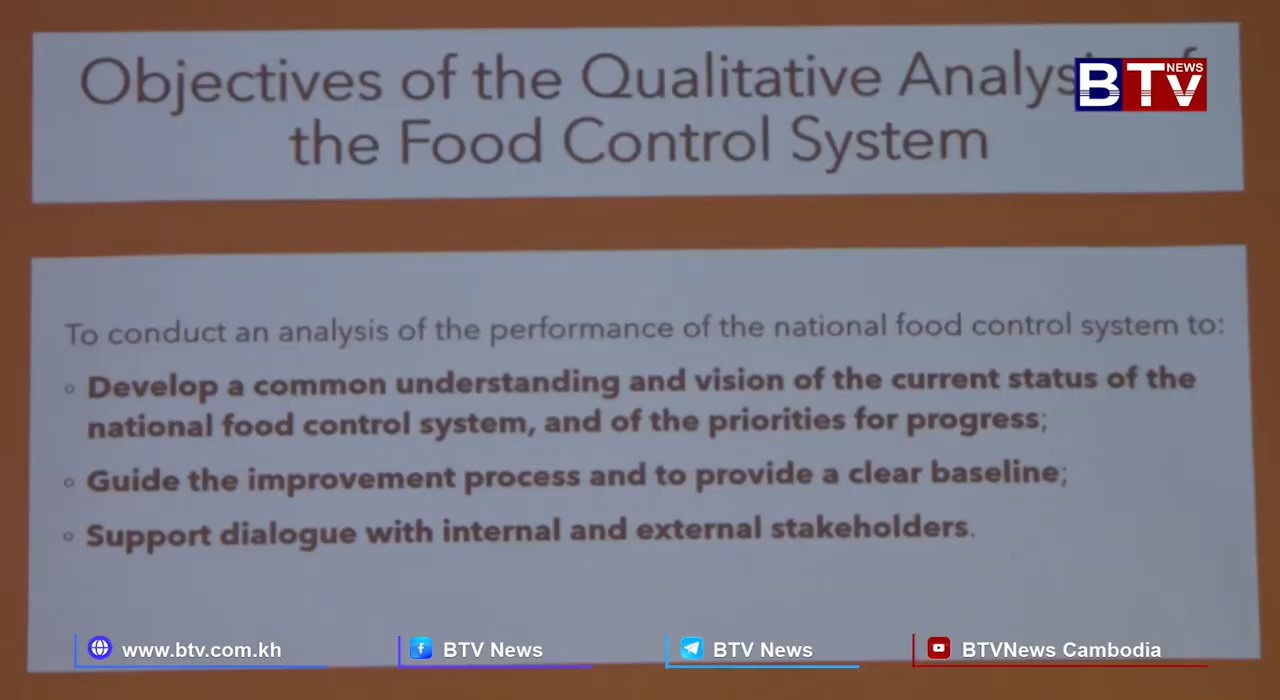 Objectives of the Qualitative
the Food Control System
BTV NEWS
To conduct an analysis of the performance of the national food control system to:
Develop a common understanding and vision of the current status of the
national food control system, and of the priorities for progress;
Guide the improvement process and to provide a clear baseline;
Support dialogue with internal and external stakeholders.
www.btv.com.kh
BTV News
BTV News
BTVNews Cambodia